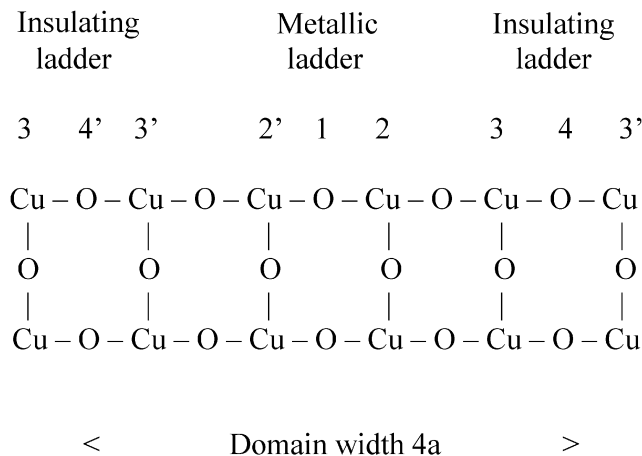 Insulating ladder Metallic ladder Insulating ladder
3 4’ 3’ 2’ 1 2 3 4 3’
Cu – O – Cu – O – Cu – O – Cu – O – Cu – O – Cu
| | | | | |
O O O O O O
| | | | | |
Cu – O – Cu – O – Cu – O – Cu – O – Cu – O – Cu
< Domain width 4a >